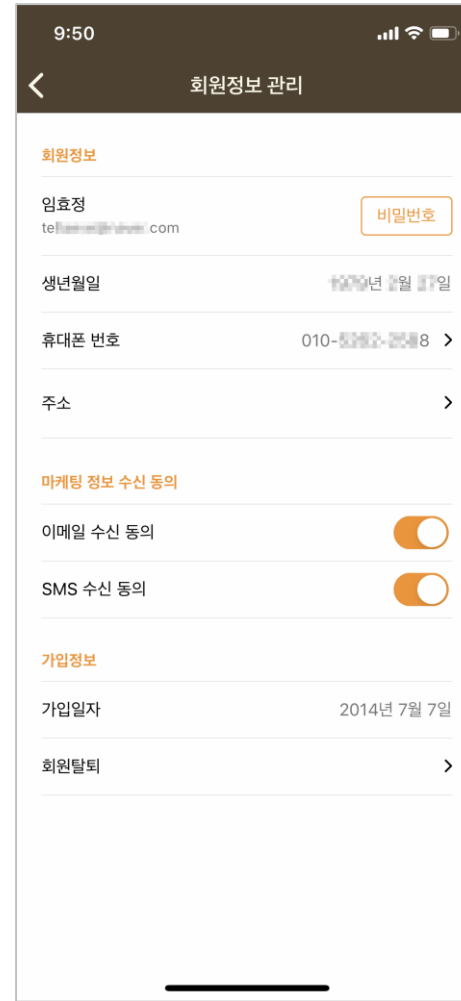 9:50
회원정보 관리
회원정보
임효정
비밀번호
.com
생년월일
년 월 일
휴대폰 번호
010- 8
주소
마케팅 정보 수신 동의
이메일 수신 동의
SMS 수신 동의
가입정보
가입일자
2014년 7월 7일
회원탈퇴